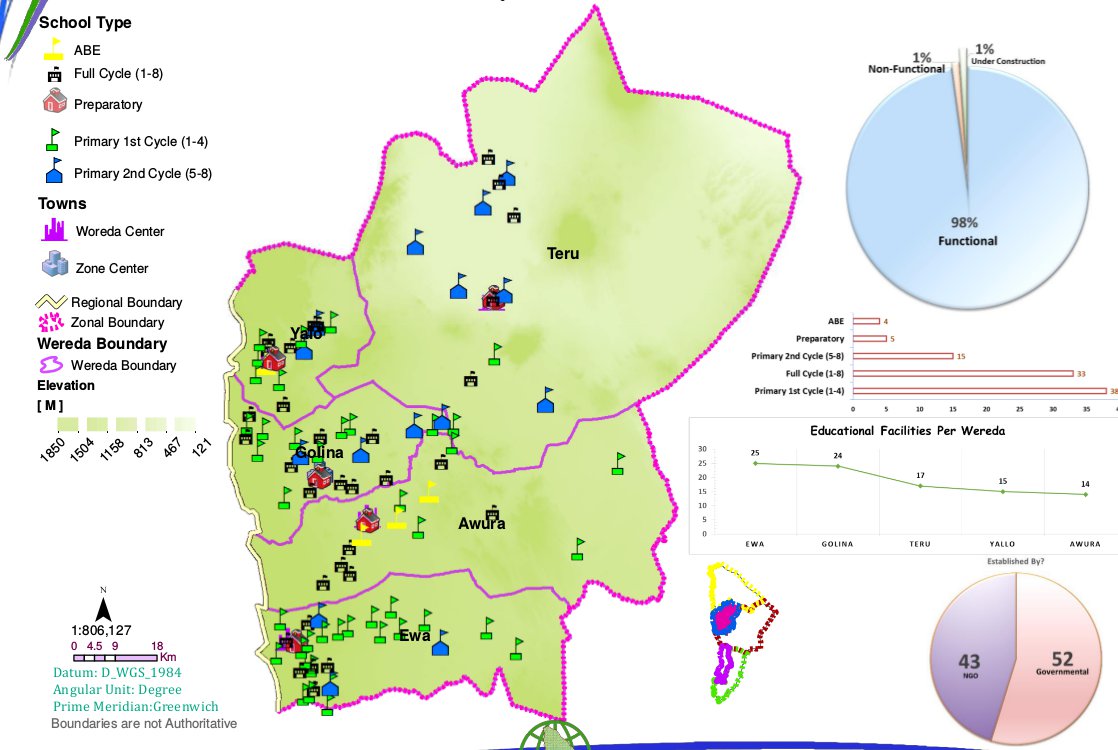 School Type
ABE
Full Cycle (1-8)
Preparatory
Primary 1st Cycle (1-4)
Primary 2nd Cycle (5-8)
Towns
Woreda Center
Zone Center
Regional Boundary
Zonal Boundary
Wereda Boundary
Wereda Boundary
Elevation
[ M ]
1850
1504
1158
813
467
121
N
1:806,127
0 4.5 9 18
Km
Datum: D_WGS_1984
Angular Unit: Degree
Prime Meridian:Greenwich
Boundaries are not Authoritative
Teru
Yalo
Golina
Awura
Ewa
1%
Non-Functional
1%
Under Construction
98%
Functional
ABE 4
Preparatory 5
Primary 2nd Cycle (5-8) 15
Full Cycle (1-8) 33
Primary 1st Cycle (1-4) 38
0 5 10 15 20 25 30 35
Educational Facilities Per Wereda
30
25
20
15
10
5
0
25 24 17 15 14
EWA GOLINA TERU YALLO AWURA
Established By?
43
NGO
52
Governmental